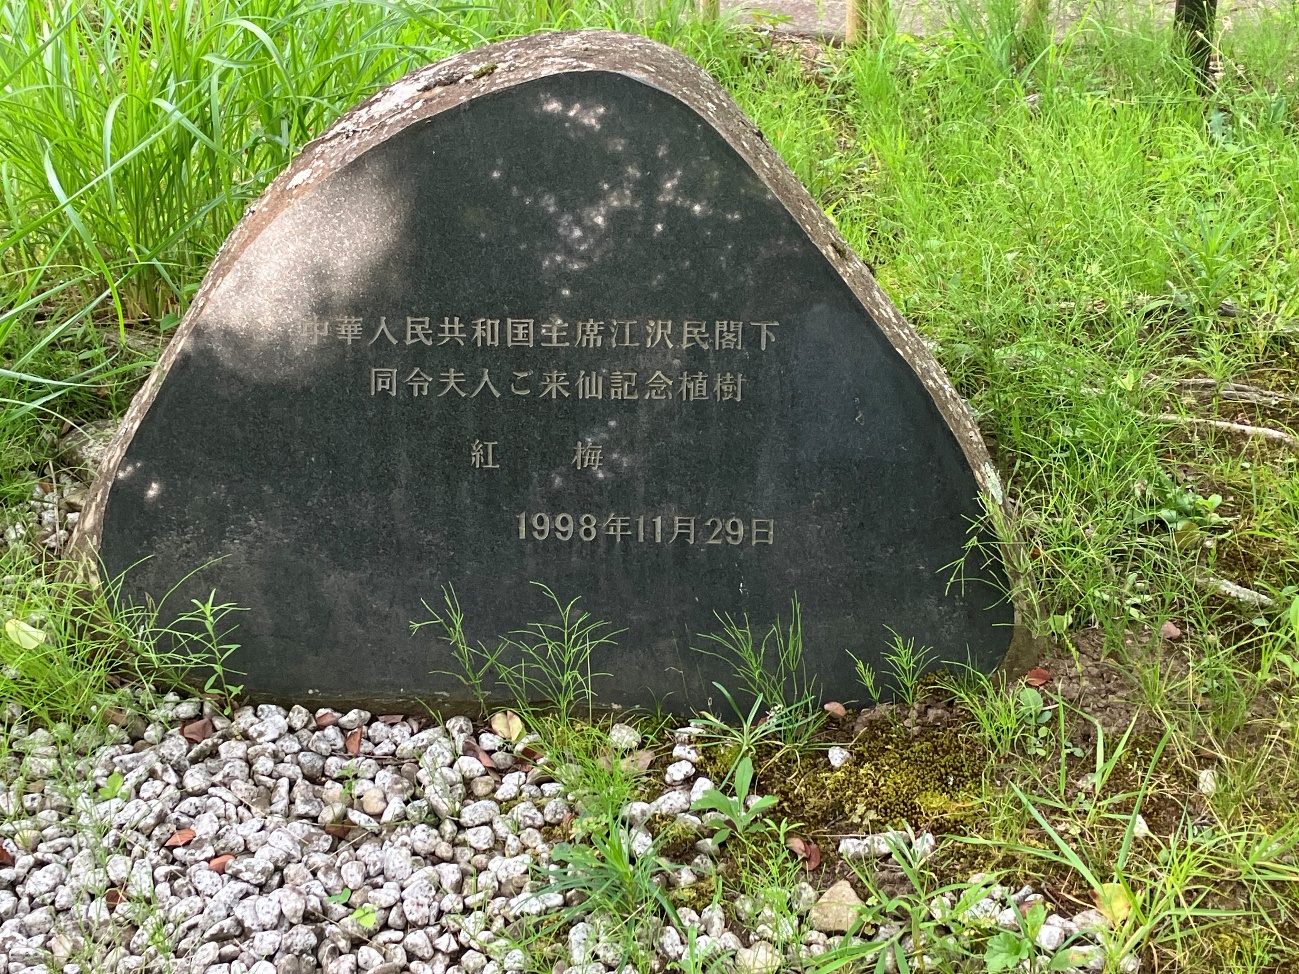 中華人民共和国主席江沢民閣下
同令夫人ご来仙記念植樹
紅　梅
1998年11月29日